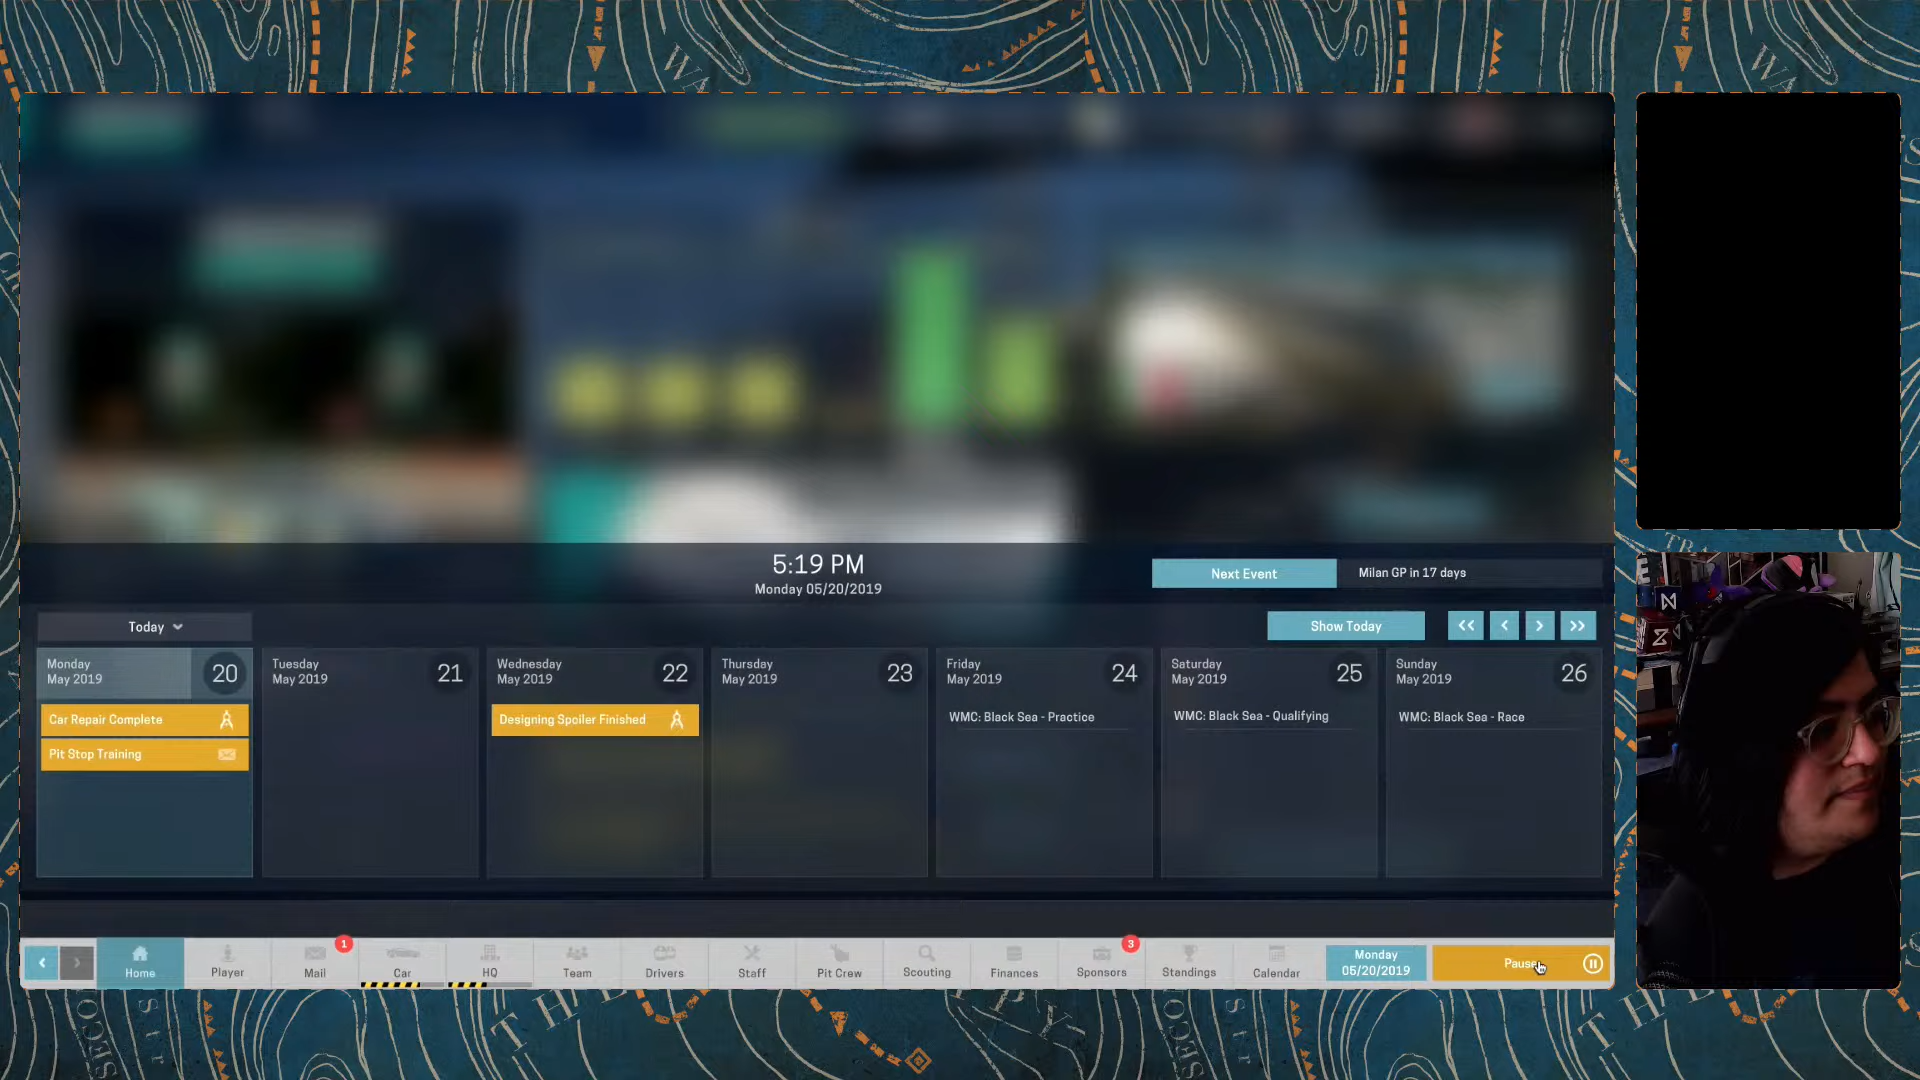 5:19 PM
Monday 05/20/2019
Next Event
Milan GP in 17 days
Today
Show Today
Monday
May 2019
20
Tuesday
May 2019
21
Wednesday
May 2019
22
Thursday
May 2019
23
Friday
May 2019
24
Saturday
May 2019
25
Sunday
May 2019
26
Car Repair Complete
Pit Stop Training
Designing Spoiler Finished
WMC: Black Sea - Practice
WMC: Black Sea - Qualifying
WMC: Black Sea - Race
Home
Player
1
Mail
Car
HQ
Team
Drivers
Staff
Pit Crew
Scouting
Finances
3
Sponsors
Standings
Calendar
Monday
05/20/2019
Pause